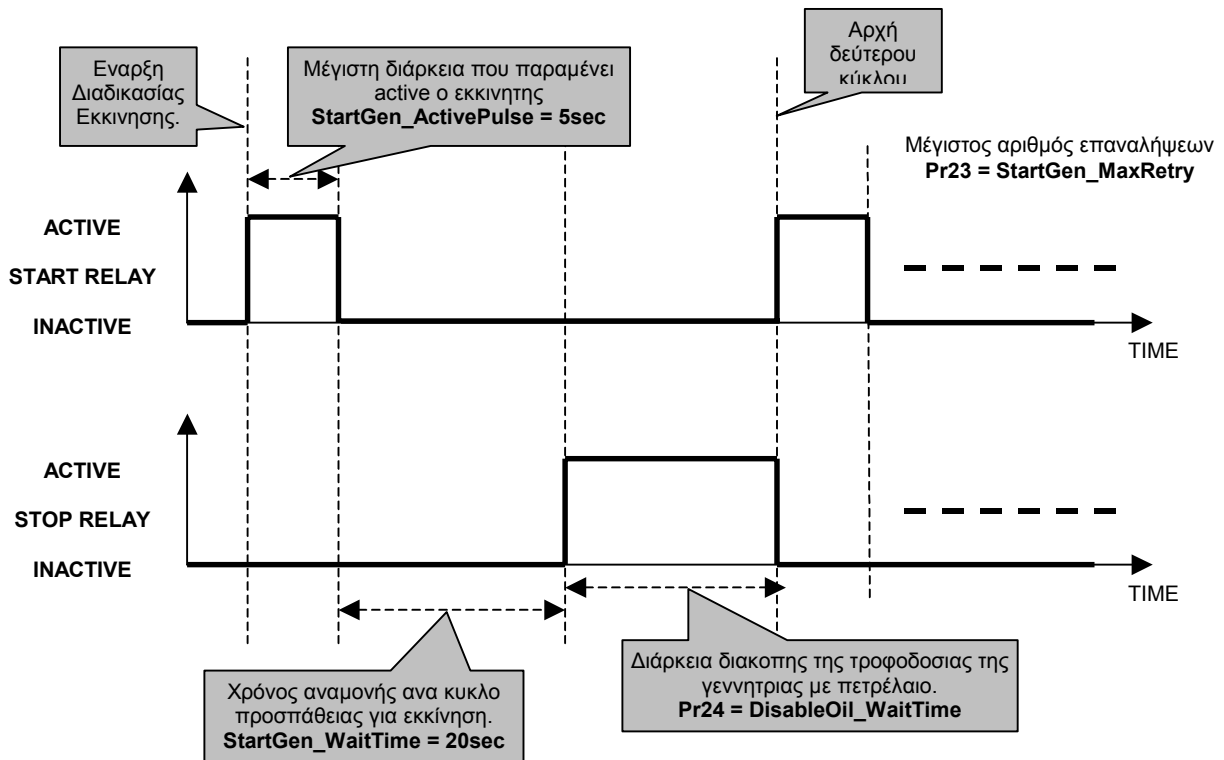 Εναρξη
Διαδικασίας
Εκκινησης.
Μέγιστη διάρκεια που παραμένει
active ο εκκινητης
StartGen_ActivePulse = 5sec
Αρχή
δεύτερου
κύκλου
Μέγιστος αριθμός επαναλήψεων
Pr23 = StartGen_MaxRetry
ACTIVE
START RELAY
INACTIVE
TIME
ACTIVE
STOP RELAY
INACTIVE
TIME
Χρόνος αναμονής ανα κυκλο
προσπάθειας για εκκίνηση.
StartGen_WaitTime = 20sec
Διάρκεια διακοπης της τροφοδοσιας της
γεννητριας με πετρέλαιο.
Pr24 = DisableOil_WaitTime